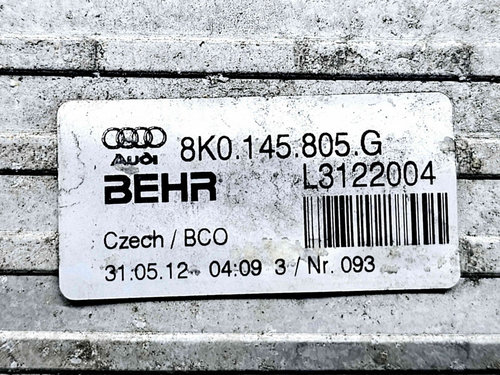 Audi 8K0.145.805.G
BEHR L3122004
Czech / BCO
31.05.12 04:09 3 / Nr. 093